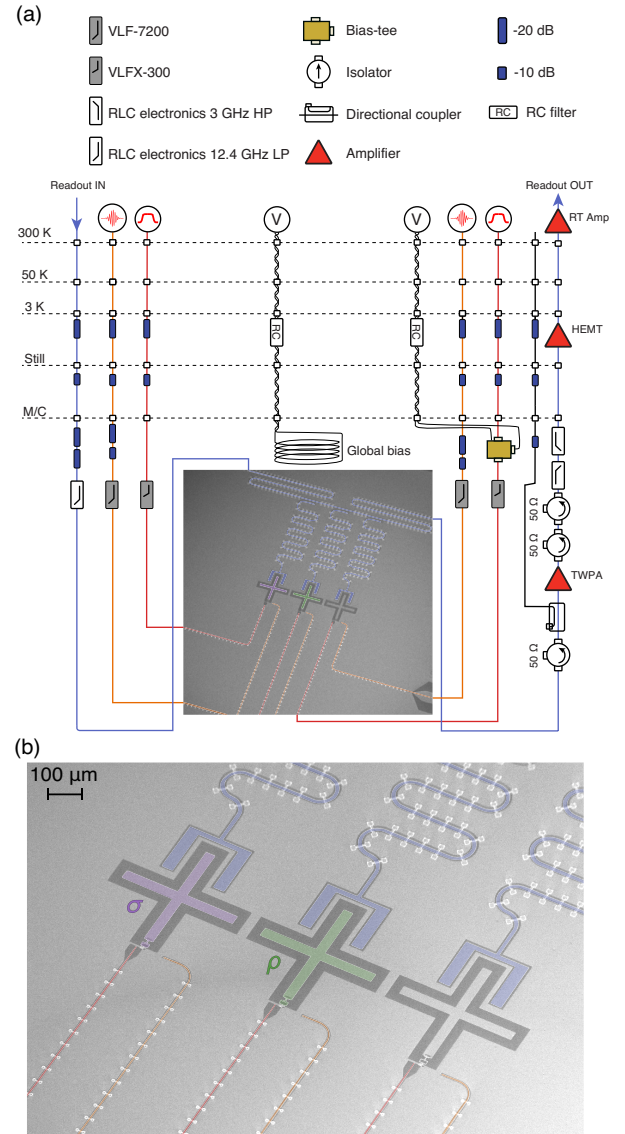 (a)
VLF-7200
Bias-tee
-20 dB
VLFX-300
Isolator
-10 dB
RLC electronics 3 GHz HP
Directional coupler
RC
RC filter
RLC electronics 12.4 GHz LP
Amplifier
Readout IN
Readout OUT
V
V
RT Amp
300 K
50 K
3 K
RC
RC
HEMT
Still
M/C
Global bias
50 Ω
50 Ω
TWPA
50 Ω
(b)
100 µm
σ
ρ